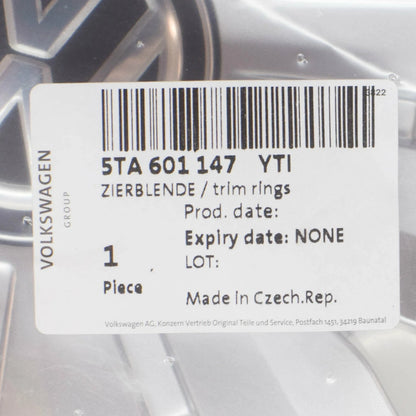 3822
VOLKSWAGEN
GROUP
5TA 601 147 YTI
ZIERBLENDE / trim rings
Prod. date:
Expiry date: NONE
1
LOT:
Piece
Made in Czech.Rep.
Volkswagen AG, Konzern Vertrieb Original Teile und Service, Postfach 1451, 34219 Baunatal